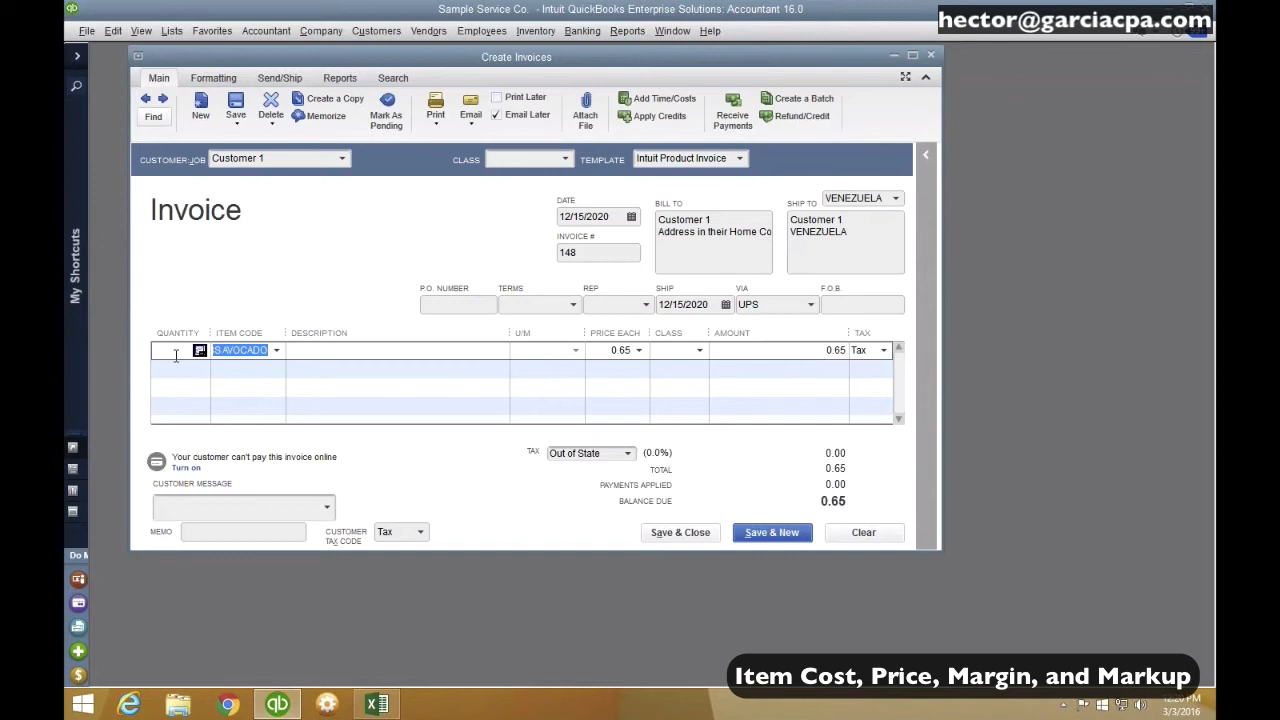 Sample Service Co. - Intuit QuickBooks Enterprise Solutions: Accountant 16.0
hector@garciacpa.com
File Edit View Lists Favorites Accountant Company Customers Vendors Employees Inventory Banking Reports Window Help
Create Invoices
Main Formatting Send/Ship Reports Search
Find
New
Save
Delete
Create a Copy
Memorize
Mark As
Pending
Print
Email
Print Later
Email Later
Attach
File
Add Time/Costs
Apply Credits
Receive
Payments
Create a Batch
Refund/Credit
CUSTOMER:JOB Customer 1 CLASS TEMPLATE Intuit Product Invoice
Invoice
DATE
12/15/2020
INVOICE #
148
BILL TO
Customer 1
Address in their Home Co
SHIP TO VENEZUELA
Customer 1
VENEZUELA
P.O. NUMBER TERMS REP SHIP VIA F.O.B.
12/15/2020 UPS
QUANTITY ITEM CODE DESCRIPTION U/M PRICE EACH CLASS AMOUNT TAX
S AVOCADO 0.65 0.65 Tax
Your customer can't pay this invoice online
Turn on
CUSTOMER MESSAGE
MEMO
CUSTOMER
TAX CODE
Tax
TAX Out of State (0.0%) 0.00
TOTAL 0.65
PAYMENTS APPLIED 0.00
BALANCE DUE 0.65
Save & Close Save & New Clear
My Shortcuts
Do M
Item Cost, Price, Margin, and Markup
3/3/2016